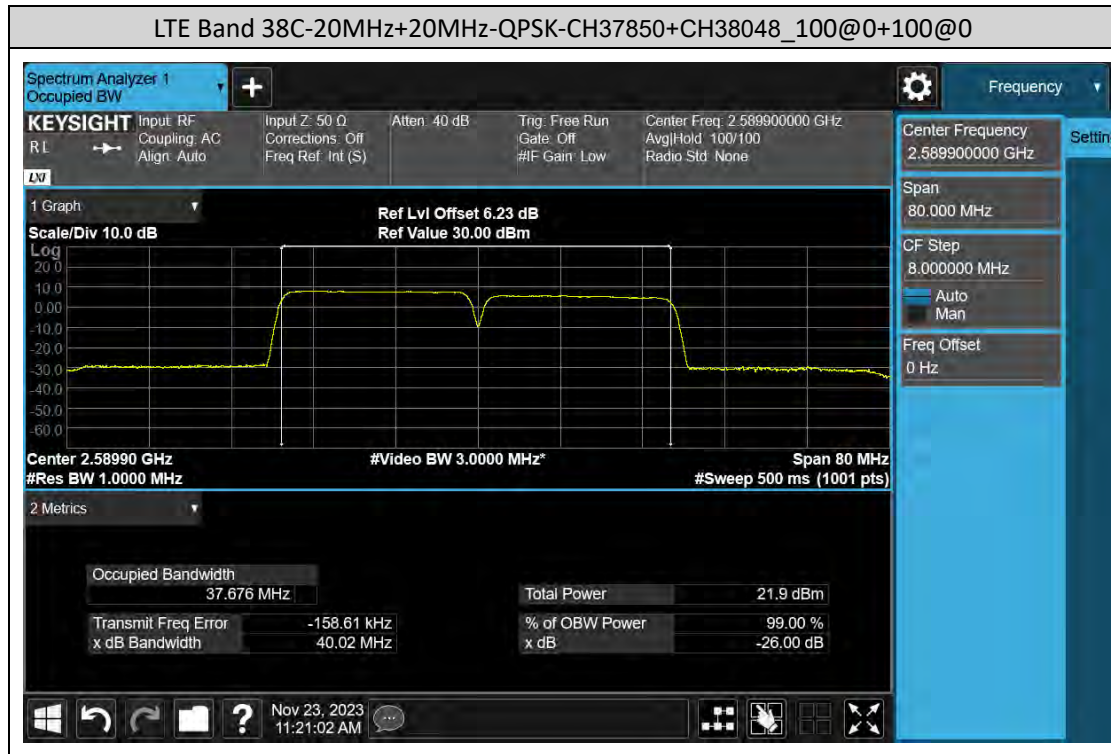 LTE Band 38C-20MHz+20MHz-QPSK-CH37850+CH38048_100@0+100@0
Spectrum Analyzer 1
Occupied BW
+
Frequency
KEYSIGHT
R L
LXI
Input: RF
Coupling: AC
Align: Auto
Input Z: 50 Ω
Corrections: Off
Freq Ref: Int (S)
Atten: 40 dB
Trig: Free Run
Gate: Off
#IF Gain: Low
Center Freq: 2.589900000 GHz
Avg|Hold: 100/100
Radio Std: None
Center Frequency
2.589900000 GHz
Settin
Span
80.000 MHz
CF Step
8.000000 MHz
Auto
Man
Freq Offset
0 Hz
1 Graph
Ref Lvl Offset 6.23 dB
Scale/Div 10.0 dB
Ref Value 30.00 dBm
Log
20.0
10.0
0.00
-10.0
-20.0
-30.0
-40.0
-50.0
-60.0
Center 2.58990 GHz
#Video BW 3.0000 MHz*
Span 80 MHz
#Res BW 1.0000 MHz
#Sweep 500 ms (1001 pts)
2 Metrics
Occupied Bandwidth
37.676 MHz
Total Power
21.9 dBm
Transmit Freq Error
-158.61 kHz
% of OBW Power
99.00 %
x dB Bandwidth
40.02 MHz
x dB
-26.00 dB
?
Nov 23, 2023
11:21:02 AM